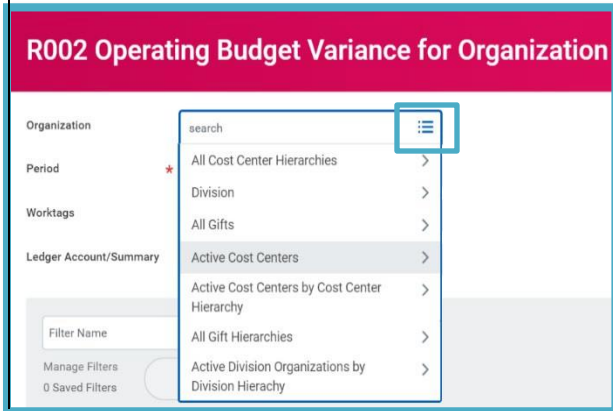 R002 Operating Budget Variance for Organization
Organization
search
Period *
All Cost Center Hierarchies
Division
Worktags
All Gifts
Ledger Account/Summary
Active Cost Centers
Active Cost Centers by Cost Center
Hierarchy
Filter Name
All Gift Hierarchies
Manage Filters
0 Saved Filters
Active Division Organizations by
Division Hierachy